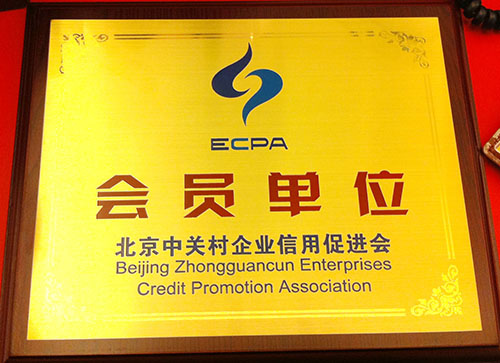 ECPA
会员单位
北京中关村企业信用促进会
Beijing Zhongguancun Enterprises
Credit Promotion Association